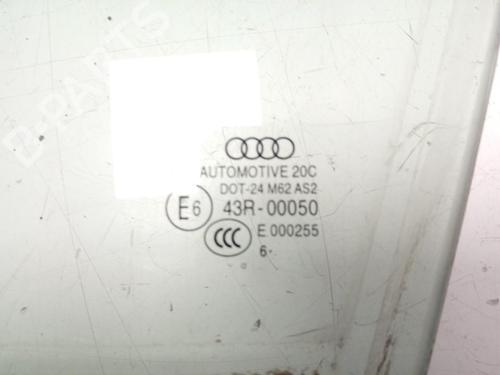 B-PARTS
AUTOMOTIVE 20C
DOT-24 M62 AS2
E6 43R-00050
CCC E 000255
6-